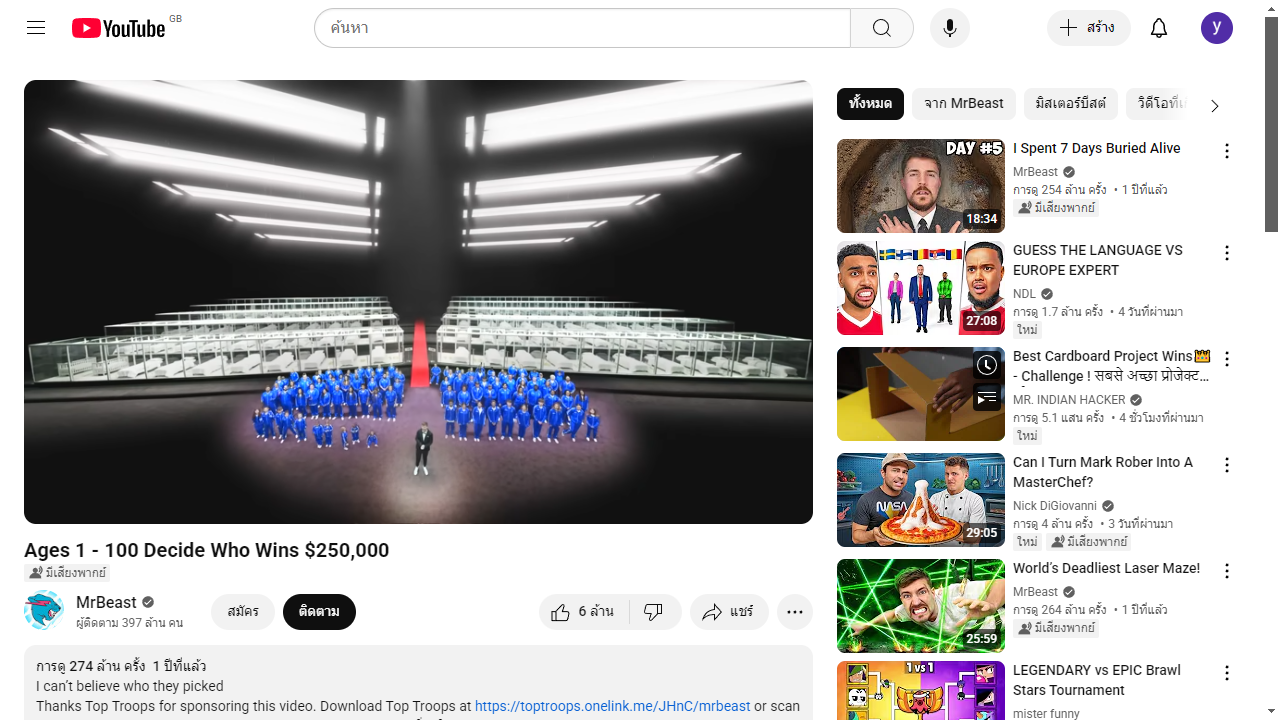 YouTube GB
ค้นหา
สร้าง
y
Ages 1 - 100 Decide Who Wins $250,000
มีเสียงพากย์
MrBeast
ผู้ติดตาม 397 ล้าน คน
สมัคร
ติดตาม
6 ล้าน
แชร์
การดู 274 ล้าน ครั้ง 1 ปีที่แล้ว
I can't believe who they picked
Thanks Top Troops for sponsoring this video. Download Top Troops at https://toptroops.onelink.me/JHnC/mrbeast or scan
ทั้งหมด
จาก MrBeast
มิสเตอร์บีสต์
DAY #5
18:34
I Spent 7 Days Buried Alive
MrBeast
การดู 254 ล้าน ครั้ง • 1 ปีที่แล้ว
มีเสียงพากย์
27:08
GUESS THE LANGUAGE VS
EUROPE EXPERT
NDL
การดู 1.7 ล้าน ครั้ง • 4 วันที่ผ่านมา
ใหม่
Best Cardboard Project Wins👑
- Challenge ! सबसे अच्छा प्रोजेक्ट...
MR. INDIAN HACKER
การดู 5.1 แสน ครั้ง • 4 ชั่วโมงที่ผ่านมา
ใหม่
NASA
29:05
Can I Turn Mark Rober Into A
MasterChef?
Nick DiGiovanni
การดู 4 ล้าน ครั้ง • 3 วันที่ผ่านมา
ใหม่ มีเสียงพากย์
25:59
World's Deadliest Laser Maze!
MrBeast
การดู 264 ล้าน ครั้ง • 1 ปีที่แล้ว
มีเสียงพากย์
1 VS 1
LEGENDARY vs EPIC Brawl
Stars Tournament
mister funny